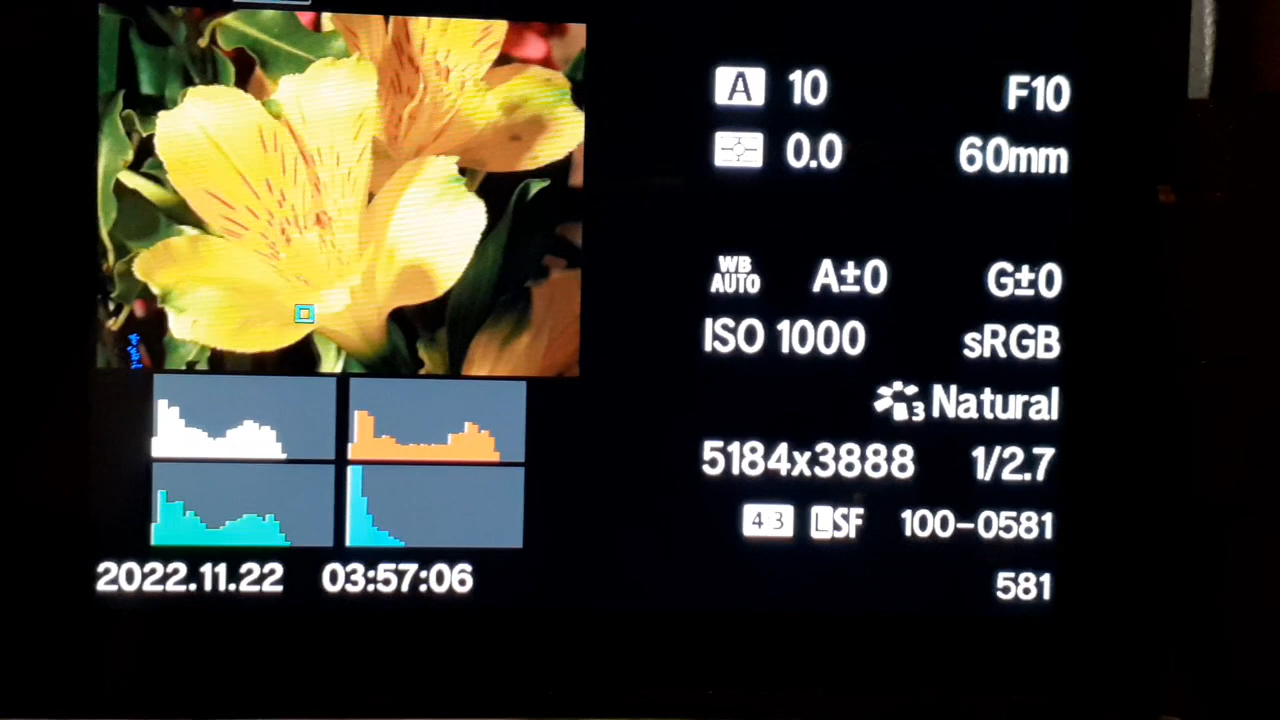 A 10 F10
0.0 60mm
WB AUTO A±0 G±0
ISO 1000 sRGB
3 Natural
5184x3888 1/2.7
4:3 LSF 100-0581
2022.11.22 03:57:06
581